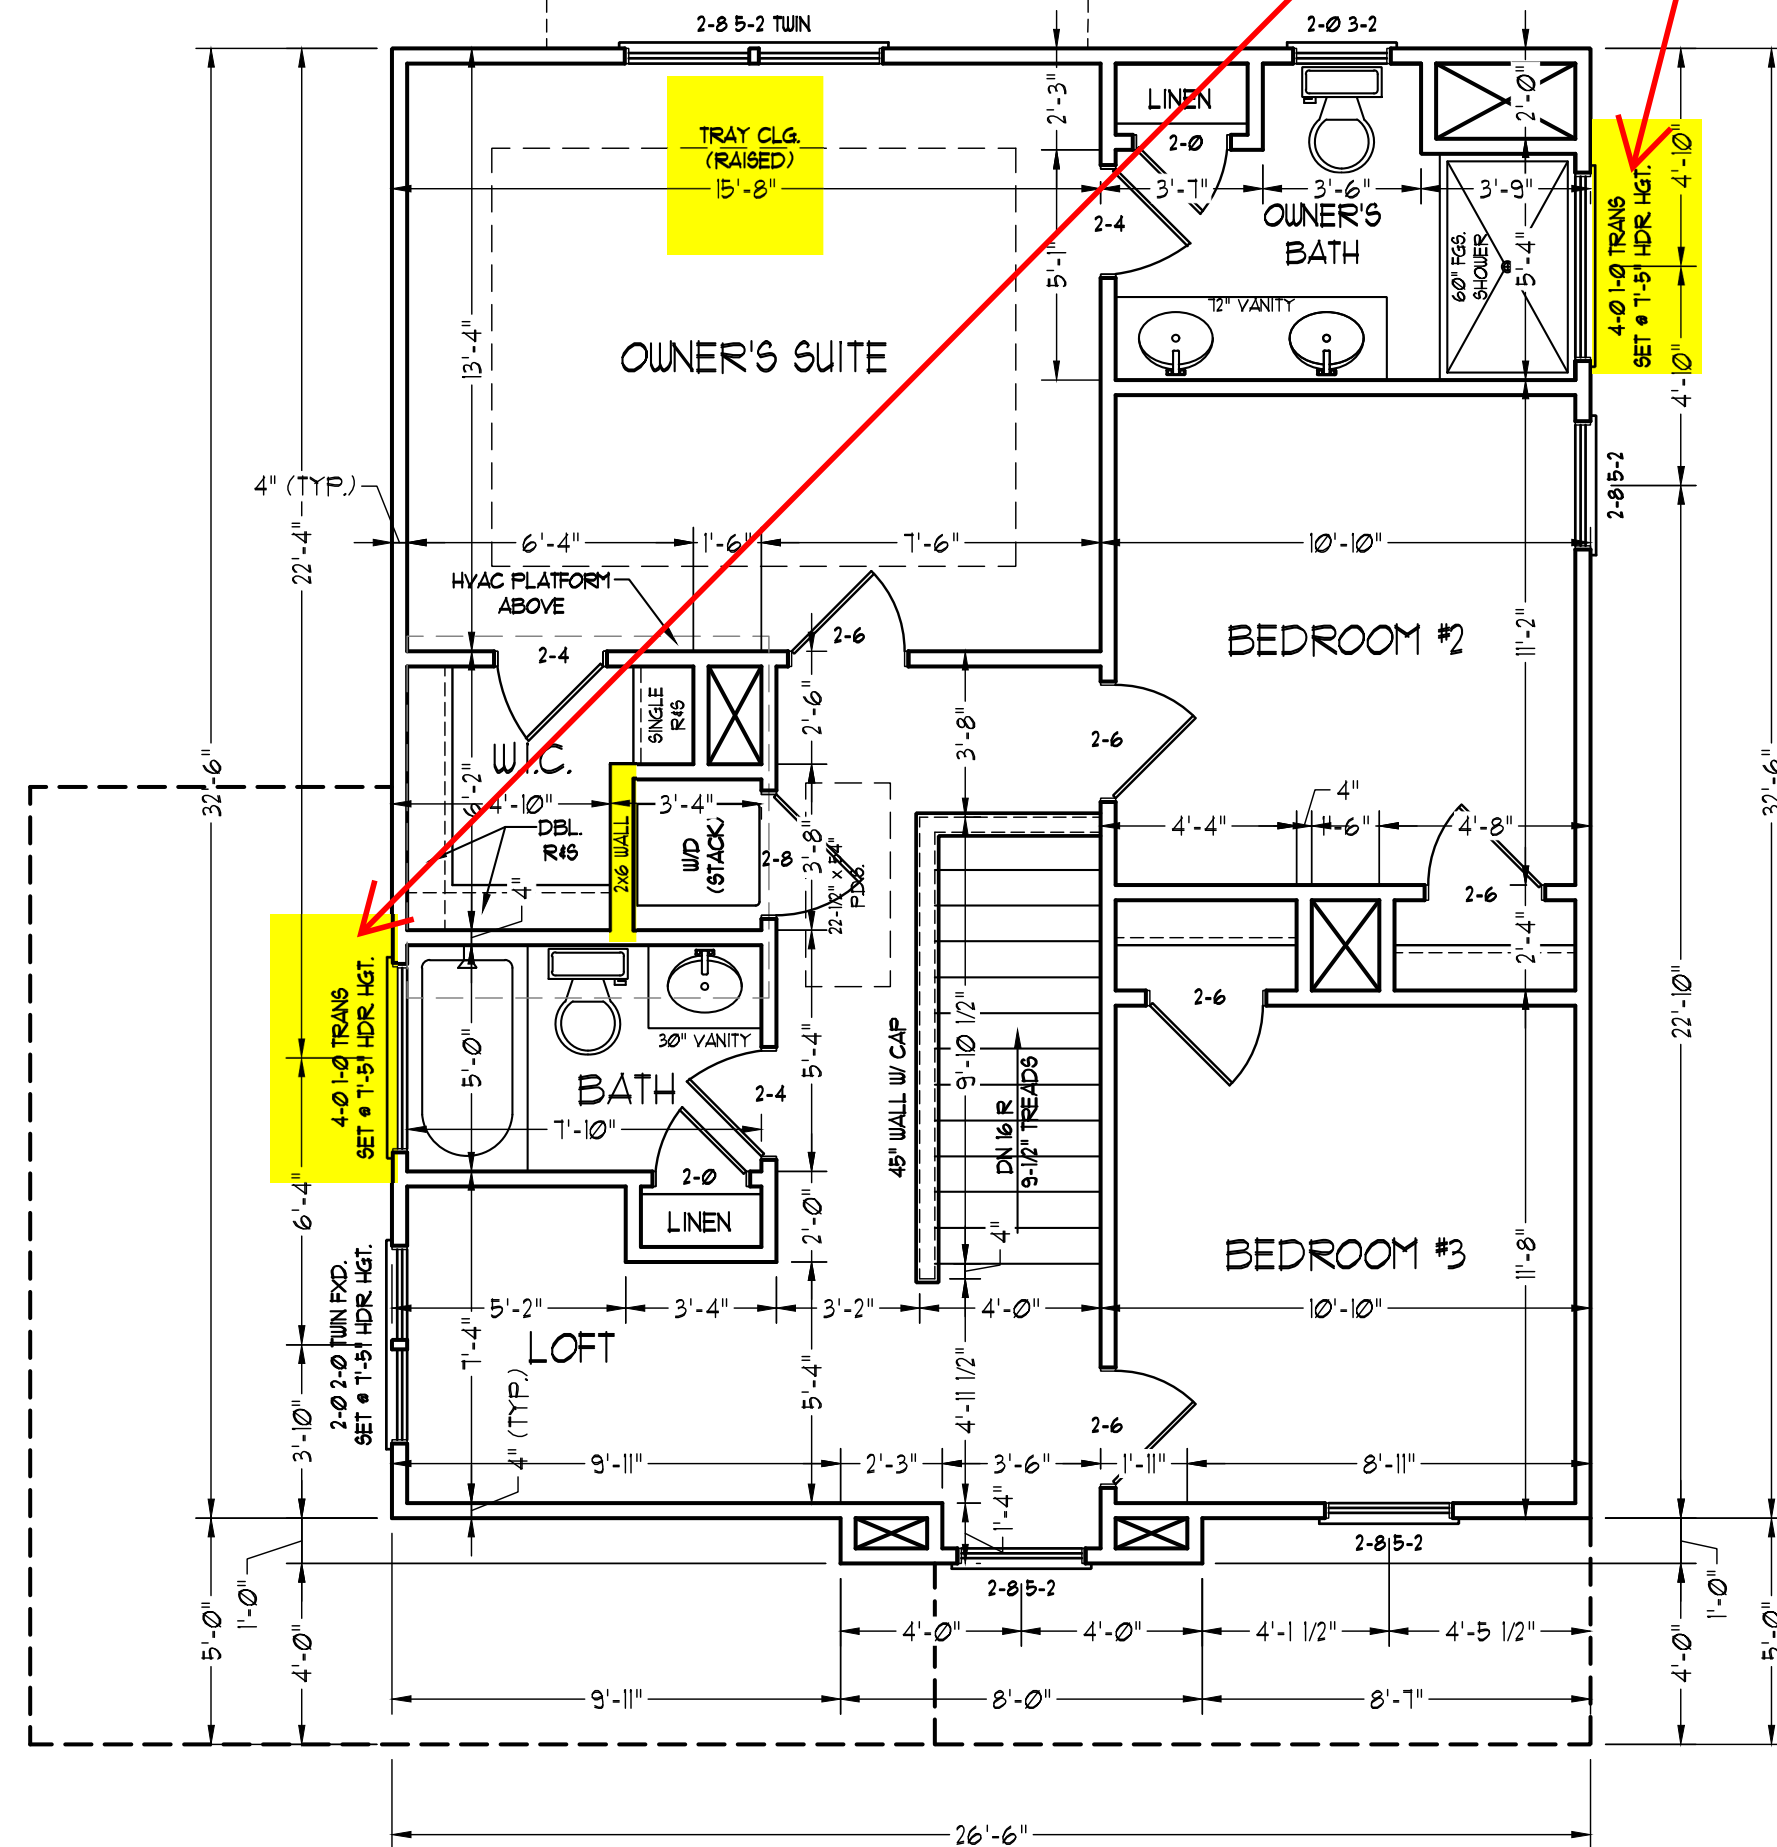 2-8 5-2 TWIN
2-0 3-2
TRAY CLG.
(RAISED)
15'-8"
2'-3"
LINEN
2-0
2'-0"
4'-10"
3'-7"
3'-6"
3'-9"
2-4
OWNER'S
BATH
5'-1"
60" FGS.
SHOWER
5'-4"
4-0 1-0 TRANS
SET @ 7'-5" HDR HGT.
72" VANITY
4'-10"
13'-4"
OWNER'S SUITE
4" (TYP.)
22'-4"
2-8 5-2
6'-4"
1'-6"
7'-6"
10'-10"
HVAC PLATFORM
ABOVE
2-4
2-6
BEDROOM #2
11'-2"
SINGLE
R&S
2'-6"
3'-8"
2-6
W.I.C.
32'-6"
32'-6"
6'-2"
4'-10"
3'-4"
4"
DBL.
R&S
4"
2x6 WALL
W/D
(STACK)
2-8
3'-8"
22-1/2" x 54"
P.D.S.
4'-4"
1'-6"
4'-8"
2-6
2'-4"
4-0 1-0 TRANS
SET @ 7'-5" HDR HGT.
5'-0"
30" VANITY
BATH
7'-10"
2-4
5'-4"
45" WALL W/ CAP
9'-10 1/2"
DN 16 R
9-1/2" TREADS
2-6
22'-10"
6'-4"
2-0
LINEN
2'-0"
4"
BEDROOM #3
11'-8"
2-0 2-0 TWIN FXD.
SET @ 7'-5" HDR HGT.
5'-2"
3'-4"
3'-2"
4'-0"
10'-10"
LOFT
7'-4"
4" (TYP.)
5'-4"
4'-11 1/2"
3'-10"
2-6
9'-11"
2'-3"
3'-6"
1'-11"
8'-11"
1'-4"
2-8 5-2
2-8 5-2
1'-0"
1'-0"
5'-0"
4'-0"
4'-0"
4'-0"
4'-1 1/2"
4'-5 1/2"
4'-0"
5'-0"
9'-11"
8'-0"
8'-7"
26'-6"